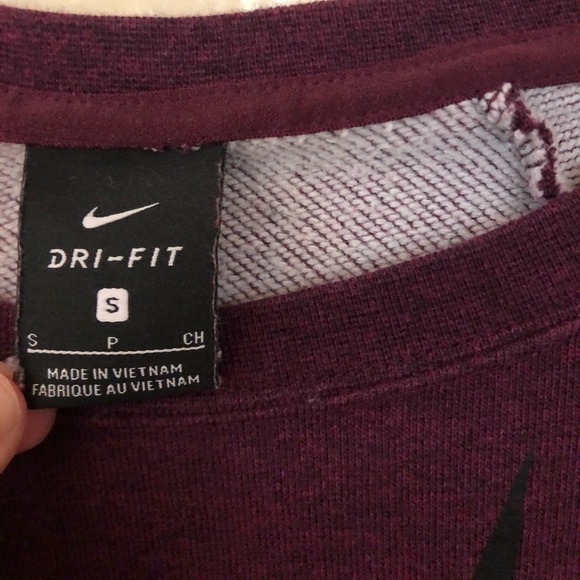 DRI-FIT
S
S P CH
MADE IN VIETNAM
FABRIQUE AU VIETNAM